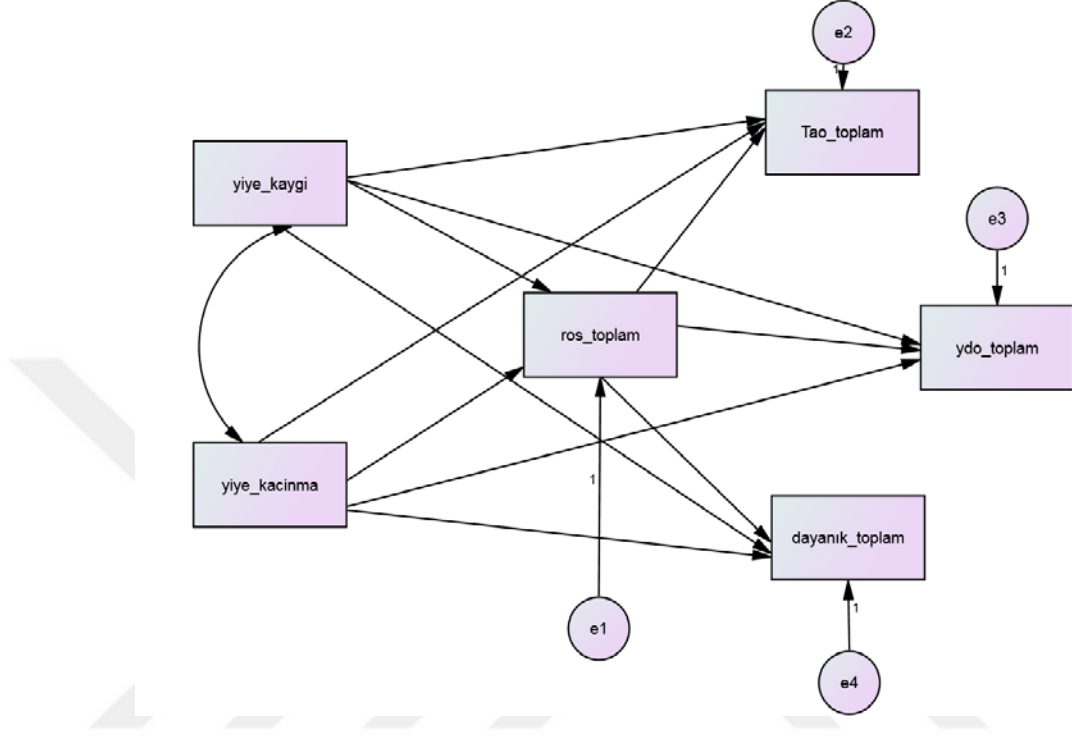 e2
1
Tao_toplam
yiye_kaygi
e3
1
ros_toplam
ydo_toplam
yiye_kacinma
1
dayanık_toplam
1
e1
e4